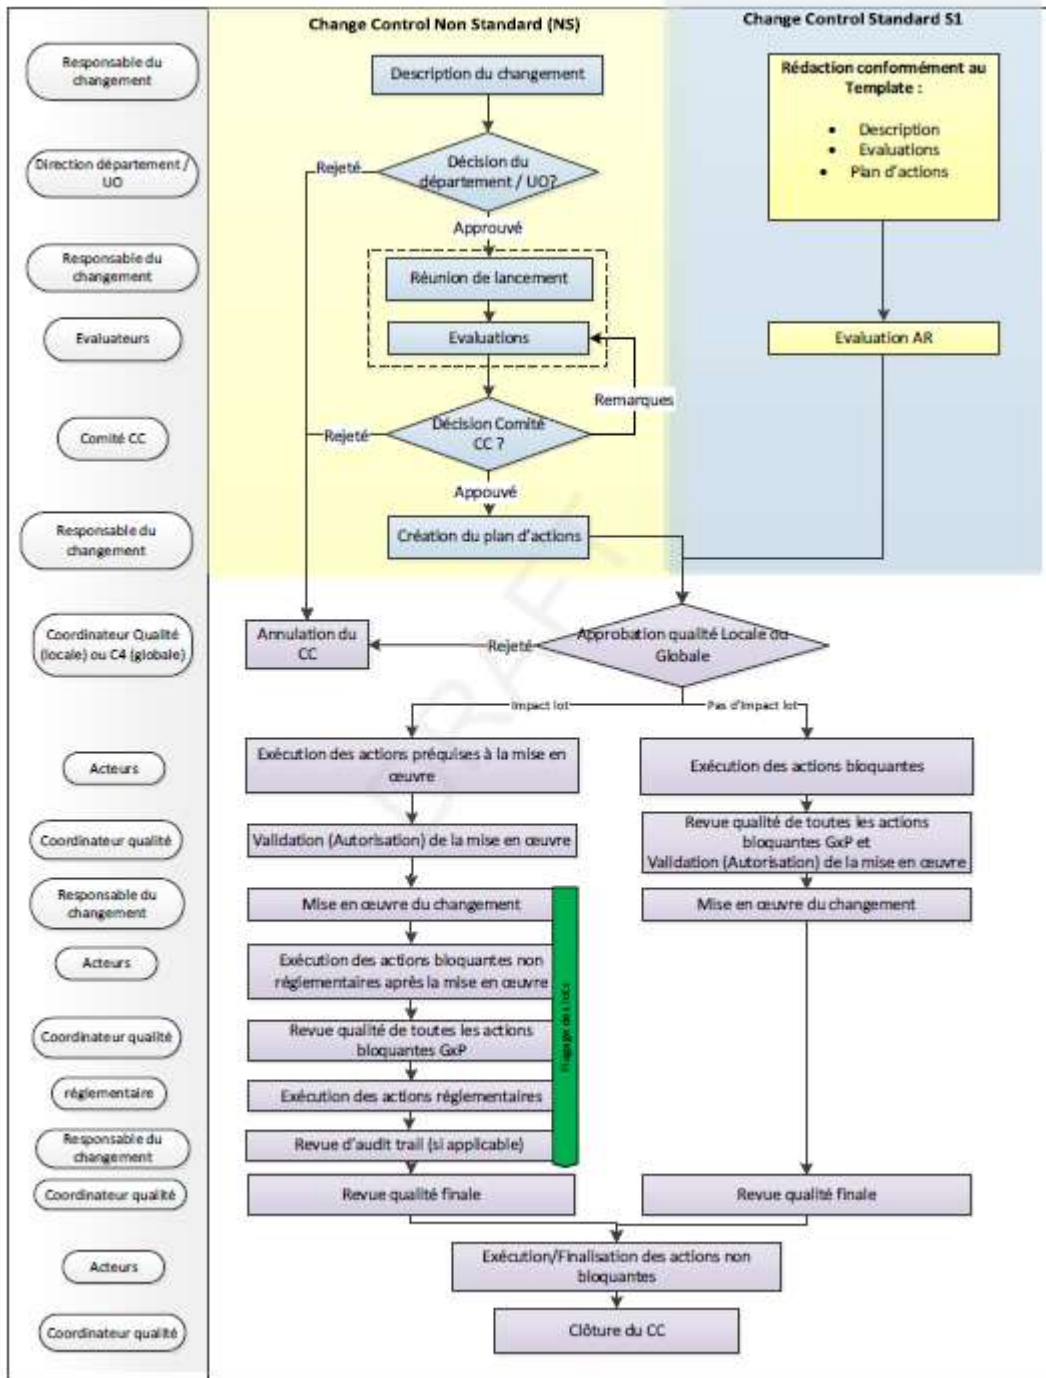 Change Control Non Standard (NS)
Change Control Standard S1
Responsable du
changement
Description du changement
Rédaction conformément au
Template :
• Description
• Evaluations
• Plan d'actions
Direction département /
UO
Rejeté
Décision du
département / UO?
Approuvé
Responsable du
changement
Réunion de lancement
Evaluateurs
Evaluations
Evaluation AR
Remarques
Comité CC
Rejeté
Décision Comité
CC ?
Appouvé
Responsable du
changement
Création du plan d'actions
Coordinateur Qualité
(locale) ou C4 (globale)
Annulation du
CC
Rejeté
Approbation qualité Locale ou
Globale
Impact lot
Pas d'Impact lot
Acteurs
Exécution des actions préquises à la mise en
œuvre
Exécution des actions bloquantes
Coordinateur qualité
Validation (Autorisation) de la mise en œuvre
Revue qualité de toutes les actions
bloquantes GxP et
Validation (Autorisation) de la mise en œuvre
Responsable du
changement
Mise en œuvre du changement
Mise en œuvre du changement
Acteurs
Exécution des actions bloquantes non
réglementaires après la mise en œuvre
Flagage des lots
Coordinateur qualité
Revue qualité de toutes les actions
bloquantes GxP
réglementaire
Exécution des actions réglementaires
Responsable du
changement
Revue d'audit trail (si applicable)
Coordinateur qualité
Revue qualité finale
Revue qualité finale
Acteurs
Exécution/Finalisation des actions non
bloquantes
Coordinateur qualité
Clôture du CC
DRAFT